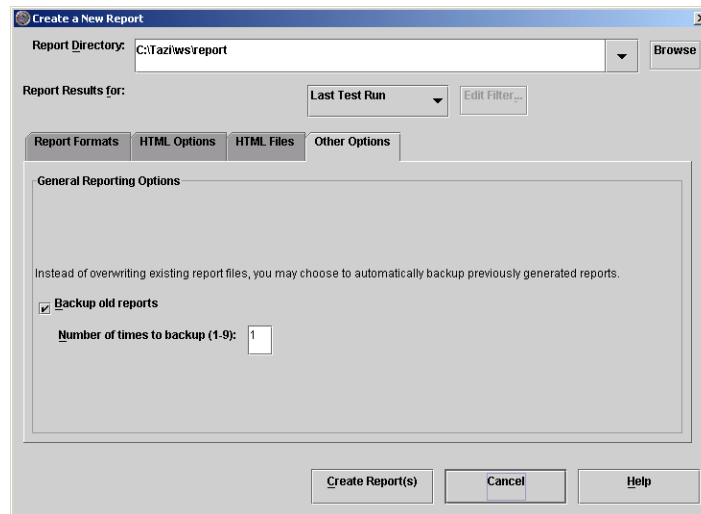 Create a New Report
Report Directory: C:\Tazi\ws\report Browse
Report Results for: Last Test Run Edit Filter...
Report Formats HTML Options HTML Files Other Options
General Reporting Options
Instead of overwriting existing report files, you may choose to automatically backup previously generated reports.
Backup old reports
Number of times to backup (1-9): 1
Create Report(s) Cancel Help